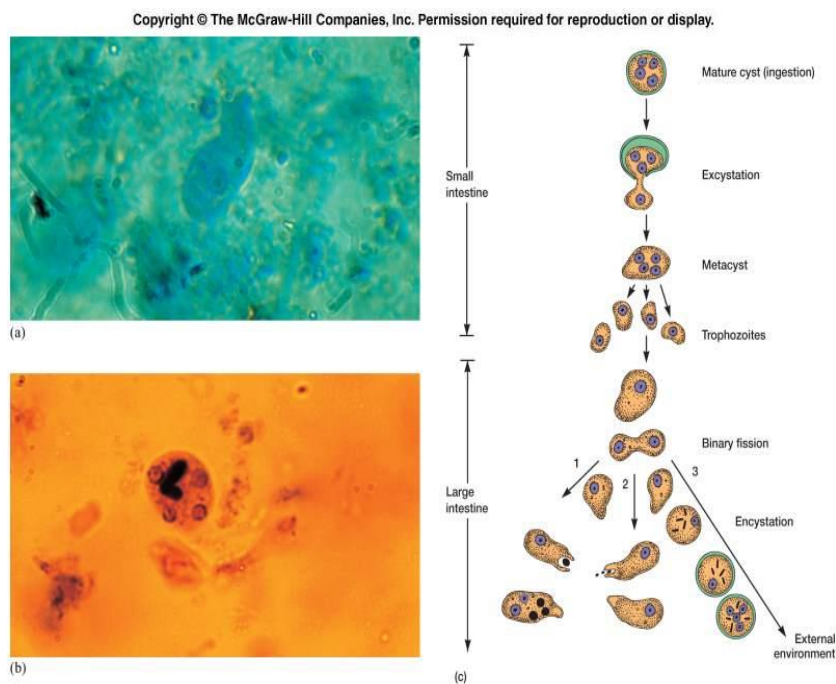 Copyright © The McGraw-Hill Companies, Inc. Permission required for reproduction or display.
(a)
(b)
Small
intestine
Large
intestine
Mature cyst (ingestion)
Excystation
Metacyst
Trophozoites
Binary fission
1
2
3
Encystation
External
environment
(c)